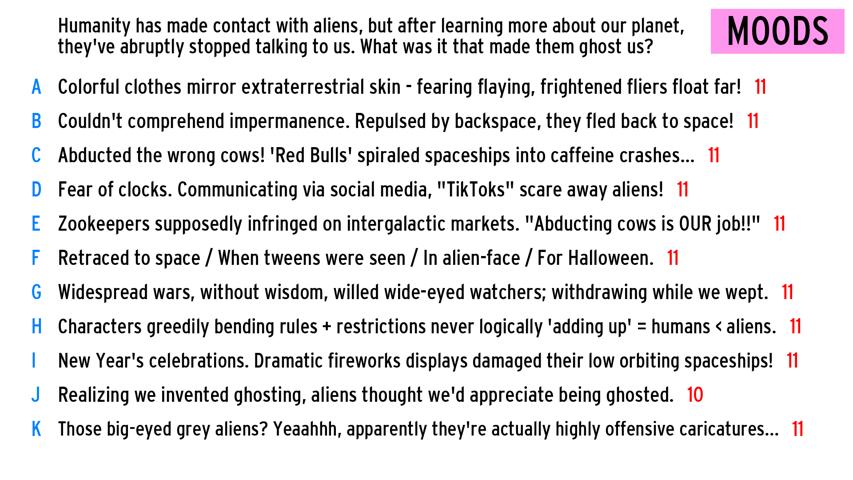 Humanity has made contact with aliens, but after learning more about our planet,
they've abruptly stopped talking to us. What was it that made them ghost us?
MOODS
A Colorful clothes mirror extraterrestrial skin - fearing flaying, frightened fliers float far! 11
B Couldn't comprehend impermanence. Repulsed by backspace, they fled back to space! 11
C Abducted the wrong cows! 'Red Bulls' spiraled spaceships into caffeine crashes... 11
D Fear of clocks. Communicating via social media, "TikToks" scare away aliens! 11
E Zookeepers supposedly infringed on intergalactic markets. "Abducting cows is OUR job!!" 11
F Retraced to space / When tweens were seen / In alien-face / For Halloween. 11
G Widespread wars, without wisdom, willed wide-eyed watchers; withdrawing while we wept. 11
H Characters greedily bending rules + restrictions never logically 'adding up' = humans < aliens. 11
I New Year's celebrations. Dramatic fireworks displays damaged their low orbiting spaceships! 11
J Realizing we invented ghosting, aliens thought we'd appreciate being ghosted. 10
K Those big-eyed grey aliens? Yeaahhh, apparently they're actually highly offensive caricatures... 11